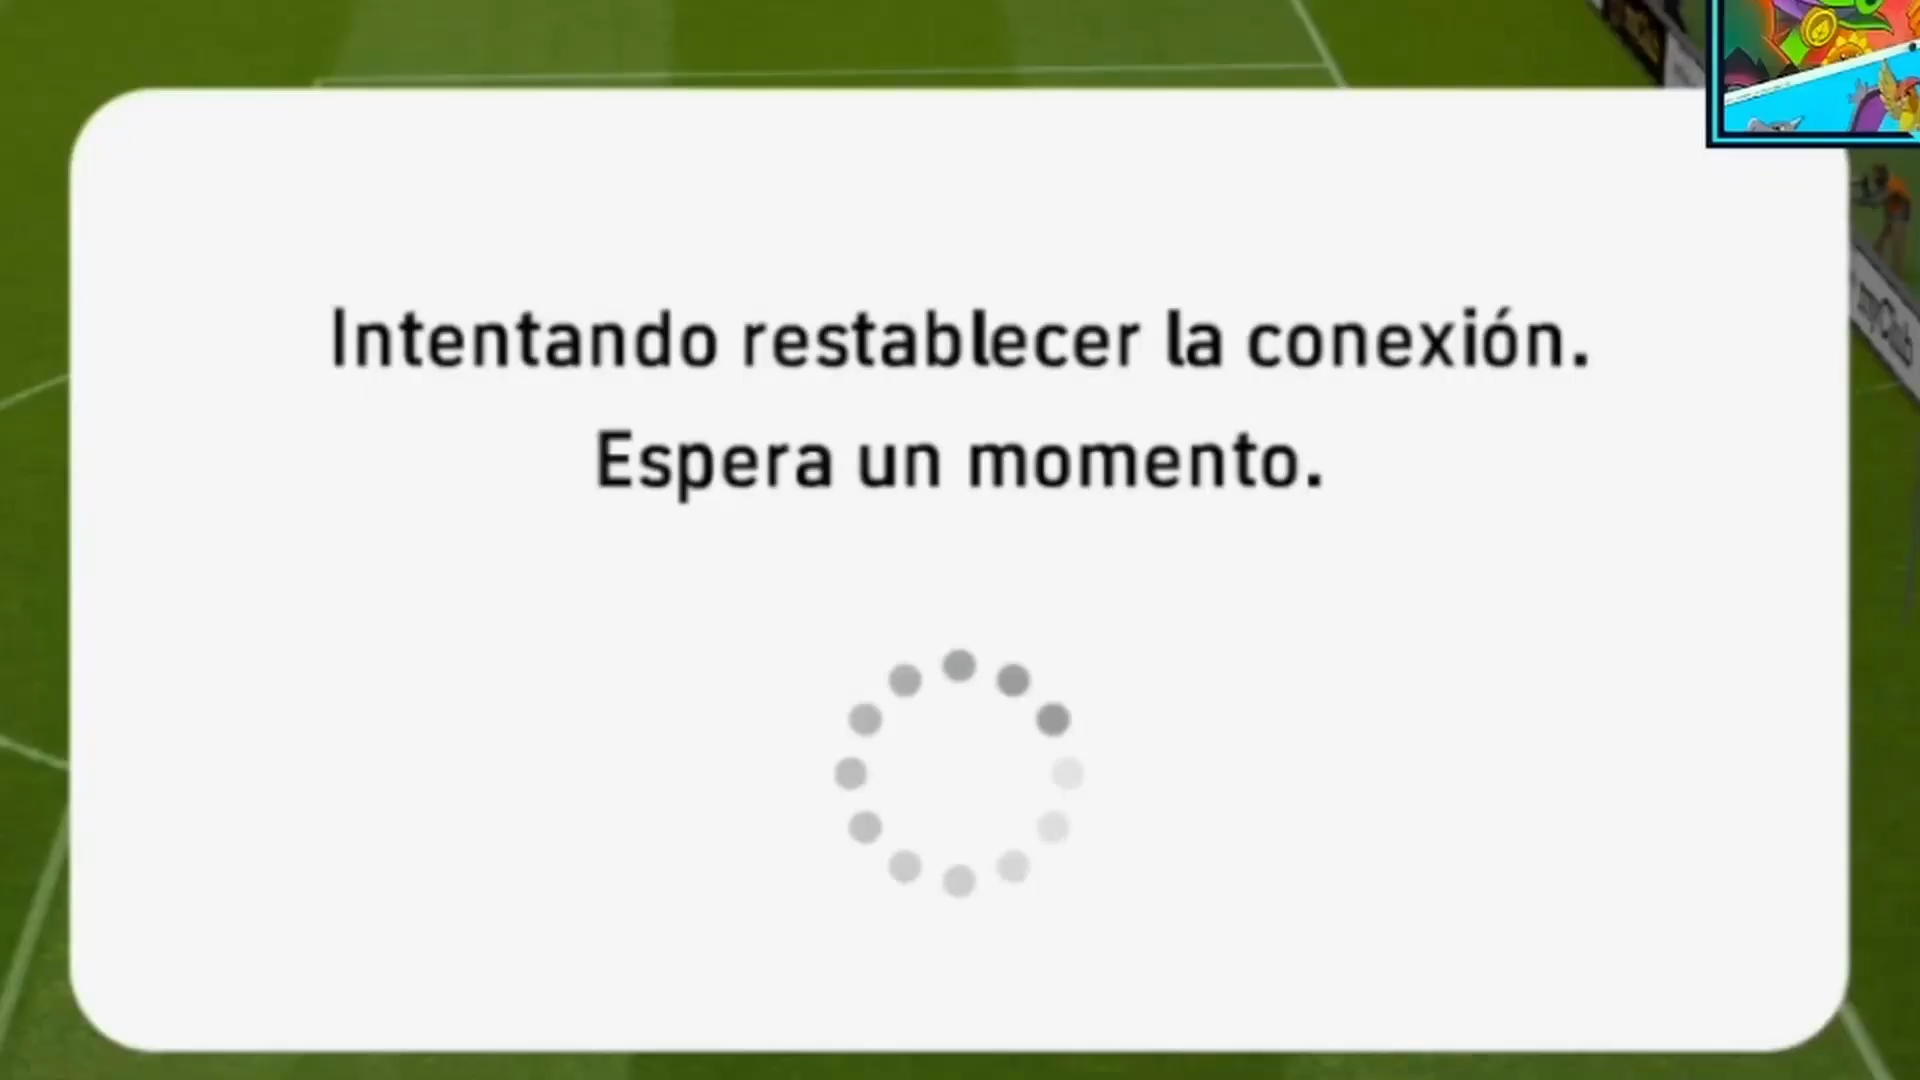 Intentando restablecer la conexión.
Espera un momento.